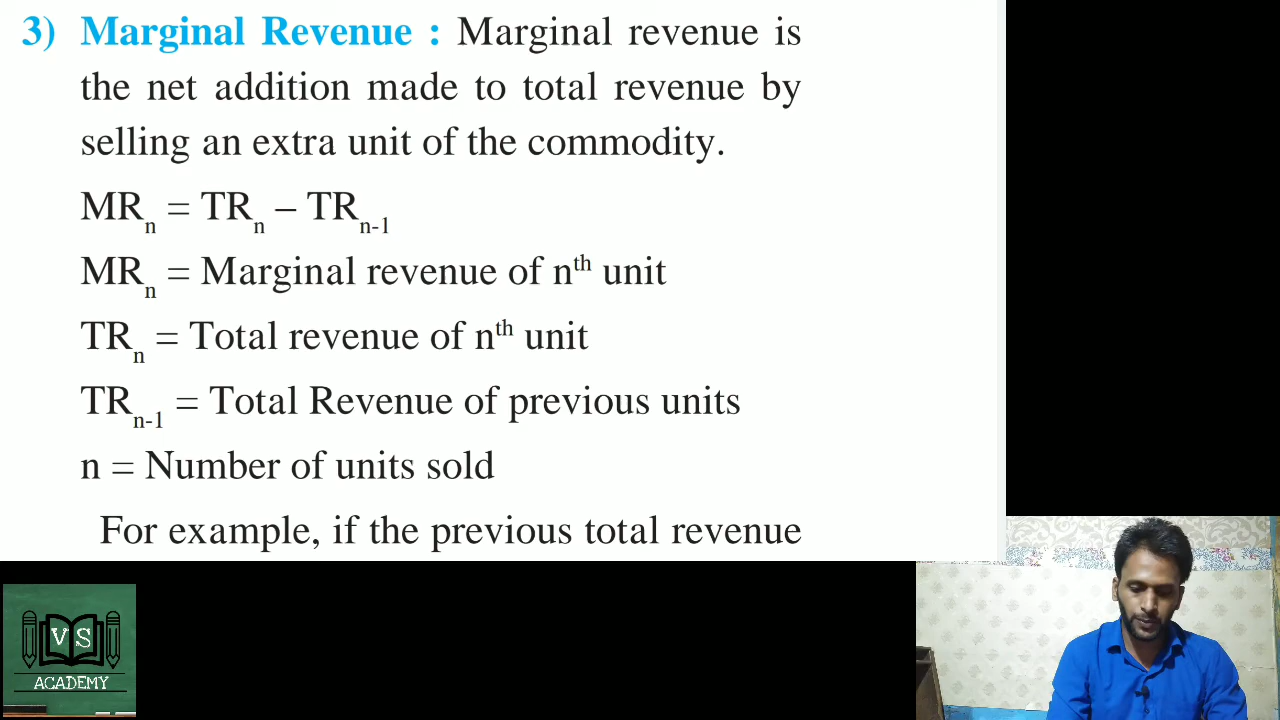 3) Marginal Revenue : Marginal revenue is
the net addition made to total revenue by
selling an extra unit of the commodity.
MRₙ = TRₙ – TRₙ₋₁
MRₙ = Marginal revenue of nᵗʰ unit
TRₙ = Total revenue of nᵗʰ unit
TRₙ₋₁ = Total Revenue of previous units
n = Number of units sold
For example, if the previous total revenue
VS
ACADEMY